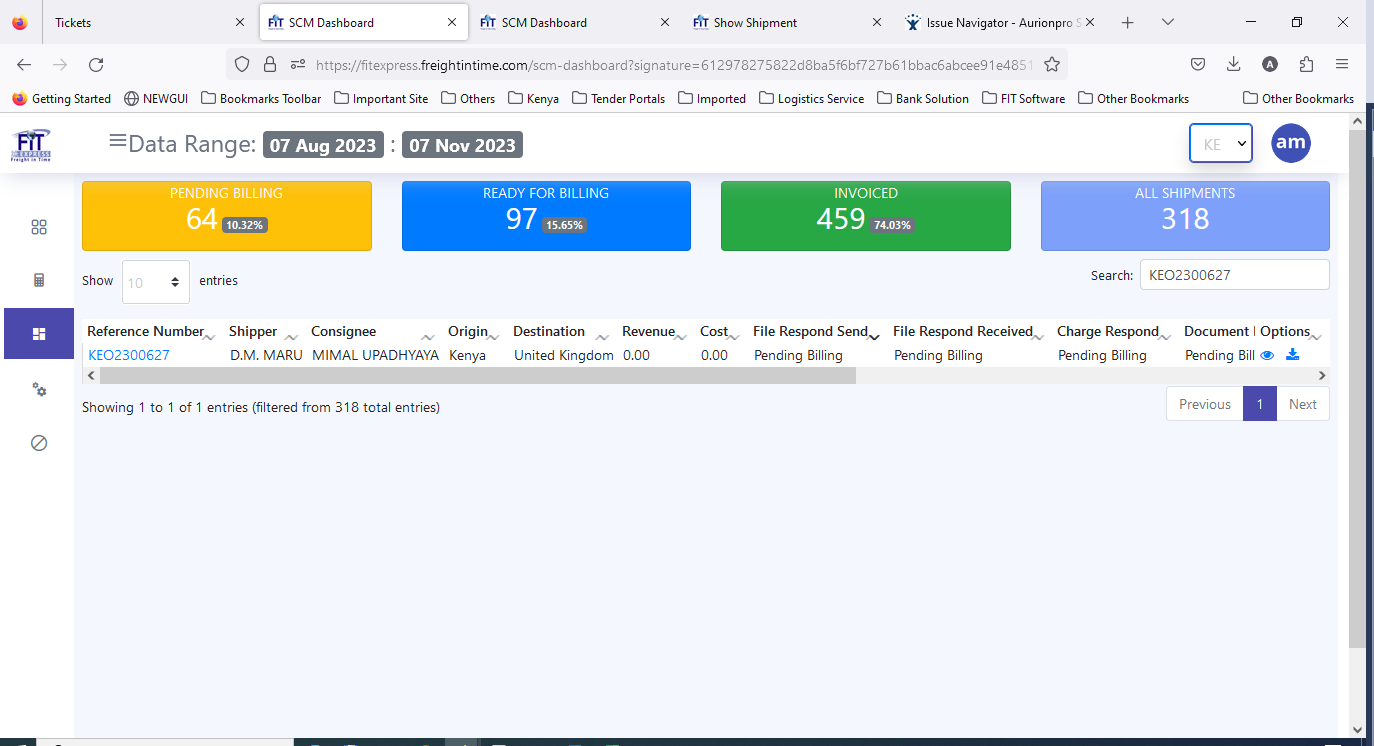 Tickets SCM Dashboard SCM Dashboard Show Shipment Issue Navigator - Aurionpro S
https://fitexpress.freightintime.com/scm-dashboard?signature=612978275822d8ba5f6bf727b61bbac6abcee91e4851 A
Getting Started NEWGUI Bookmarks Toolbar Important Site Others Kenya Tender Portals Imported Logistics Service Bank Solution FIT Software Other Bookmarks Other Bookmarks
FiT EXPRESS Freight in Time Data Range: 07 Aug 2023 : 07 Nov 2023 KE am
PENDING BILLING READY FOR BILLING INVOICED ALL SHIPMENTS
64 10.32% 97 15.65% 459 74.03% 318
Show 10 entries Search: KEO2300627
Reference Number Shipper Consignee Origin Destination Revenue Cost File Respond Send File Respond Received Charge Respond Document Options
KEO2300627 D.M. MARU MIMAL UPADHYAYA Kenya United Kingdom 0.00 0.00 Pending Billing Pending Billing Pending Billing Pending Bill
Showing 1 to 1 of 1 entries (filtered from 318 total entries) Previous 1 Next